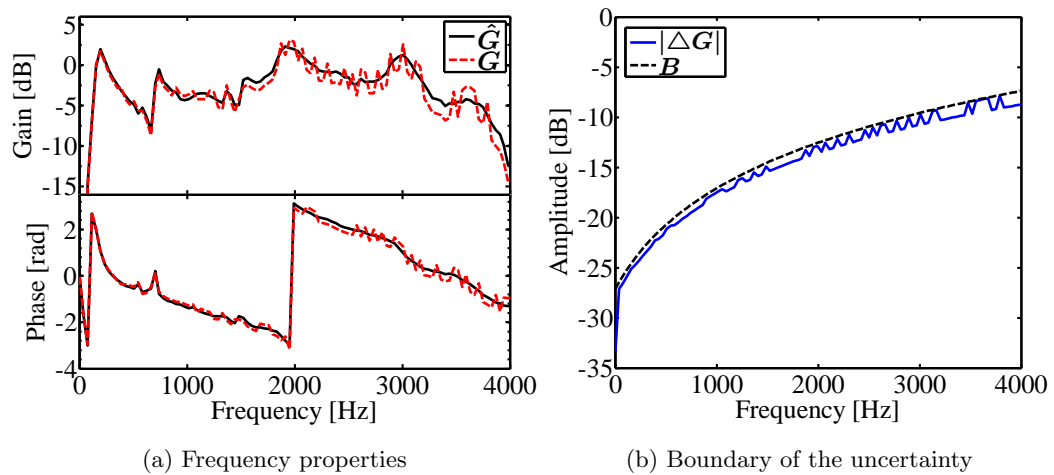 5
0
-5
-10
-15
Gain [dB]
Ĝ
G
2
0
-2
-4
Phase [rad]
0 1000 2000 3000 4000
Frequency [Hz]
(a) Frequency properties
0
-5
-10
-15
-20
-25
-30
-35
Amplitude [dB]
|△G|
B
0 1000 2000 3000 4000
Frequency [Hz]
(b) Boundary of the uncertainty